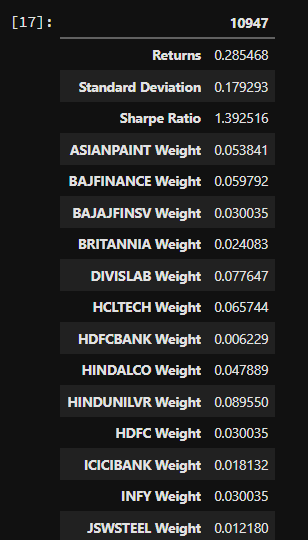 [17]: 10947
Returns 0.285468
Standard Deviation 0.179293
Sharpe Ratio 1.392516
ASIANPAINT Weight 0.053841
BAJFINANCE Weight 0.059792
BAJAJFINSV Weight 0.030035
BRITANNIA Weight 0.024083
DIVISLAB Weight 0.077647
HCLTECH Weight 0.065744
HDFCBANK Weight 0.006229
HINDALCO Weight 0.047889
HINDUNILVR Weight 0.089550
HDFC Weight 0.030035
ICICIBANK Weight 0.018132
INFY Weight 0.030035
JSWSTEEL Weight 0.012180